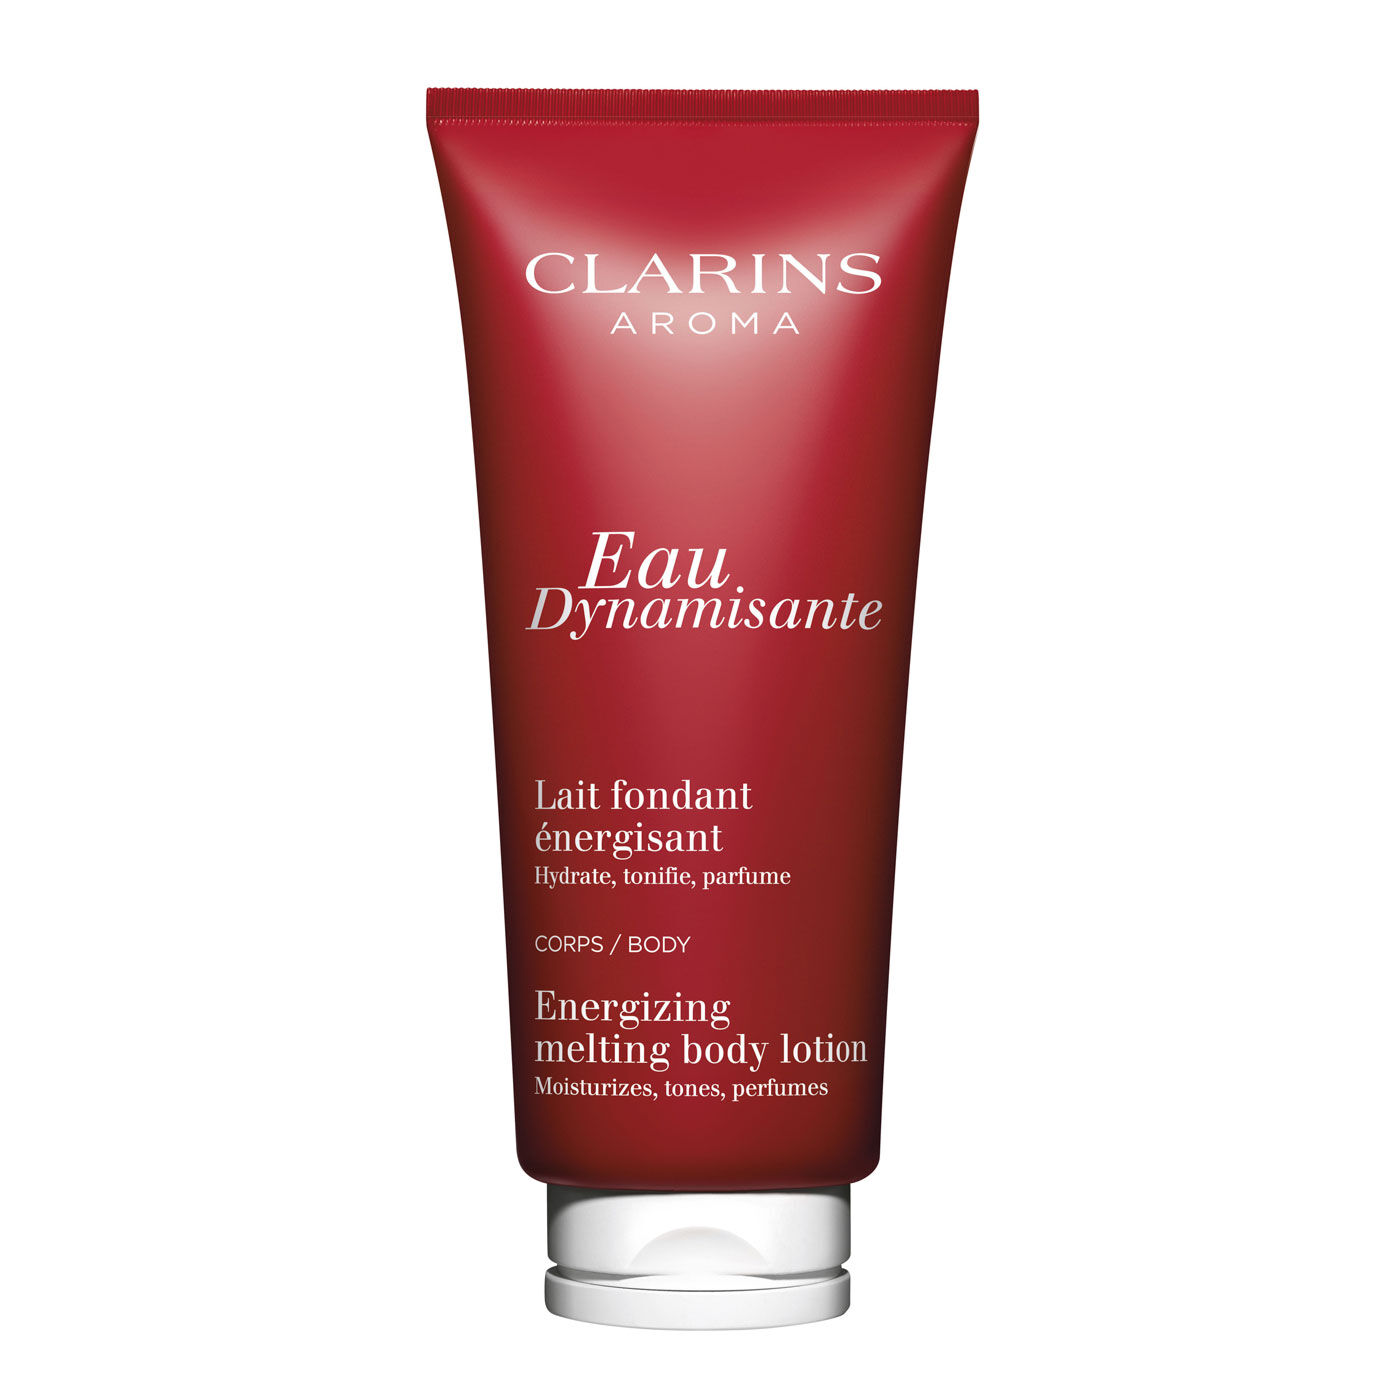 CLARINS
AROMA
Eau
Dynamisante
Lait fondant
énergisant
Hydrate, tonifie, parfume
CORPS / BODY
Energizing
melting body lotion
Moisturizes, tones, perfumes